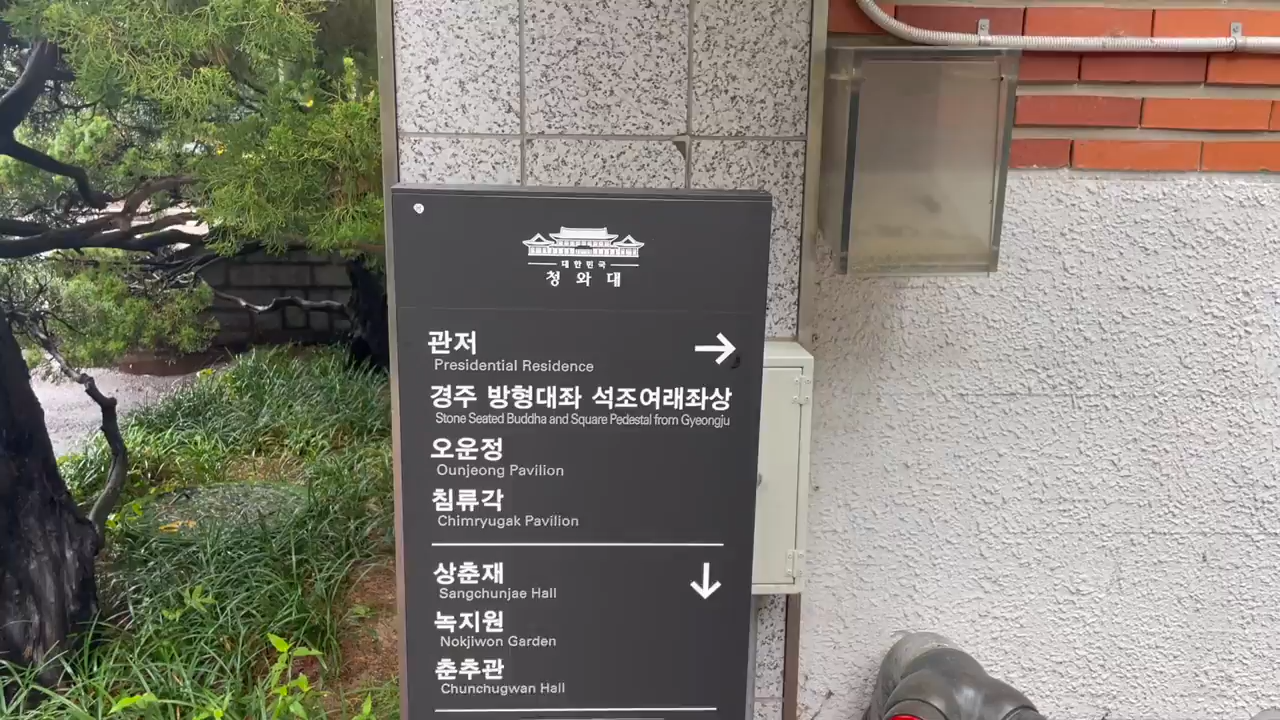 대한민국
청와대
관저
Presidential Residence
경주 방형대좌 석조여래좌상
Stone Seated Buddha and Square Pedestal from Gyeongju
오운정
Ounjeong Pavilion
침류각
Chimryugak Pavilion
상춘재
Sangchunjae Hall
녹지원
Nokjiwon Garden
춘추관
Chunchugwan Hall